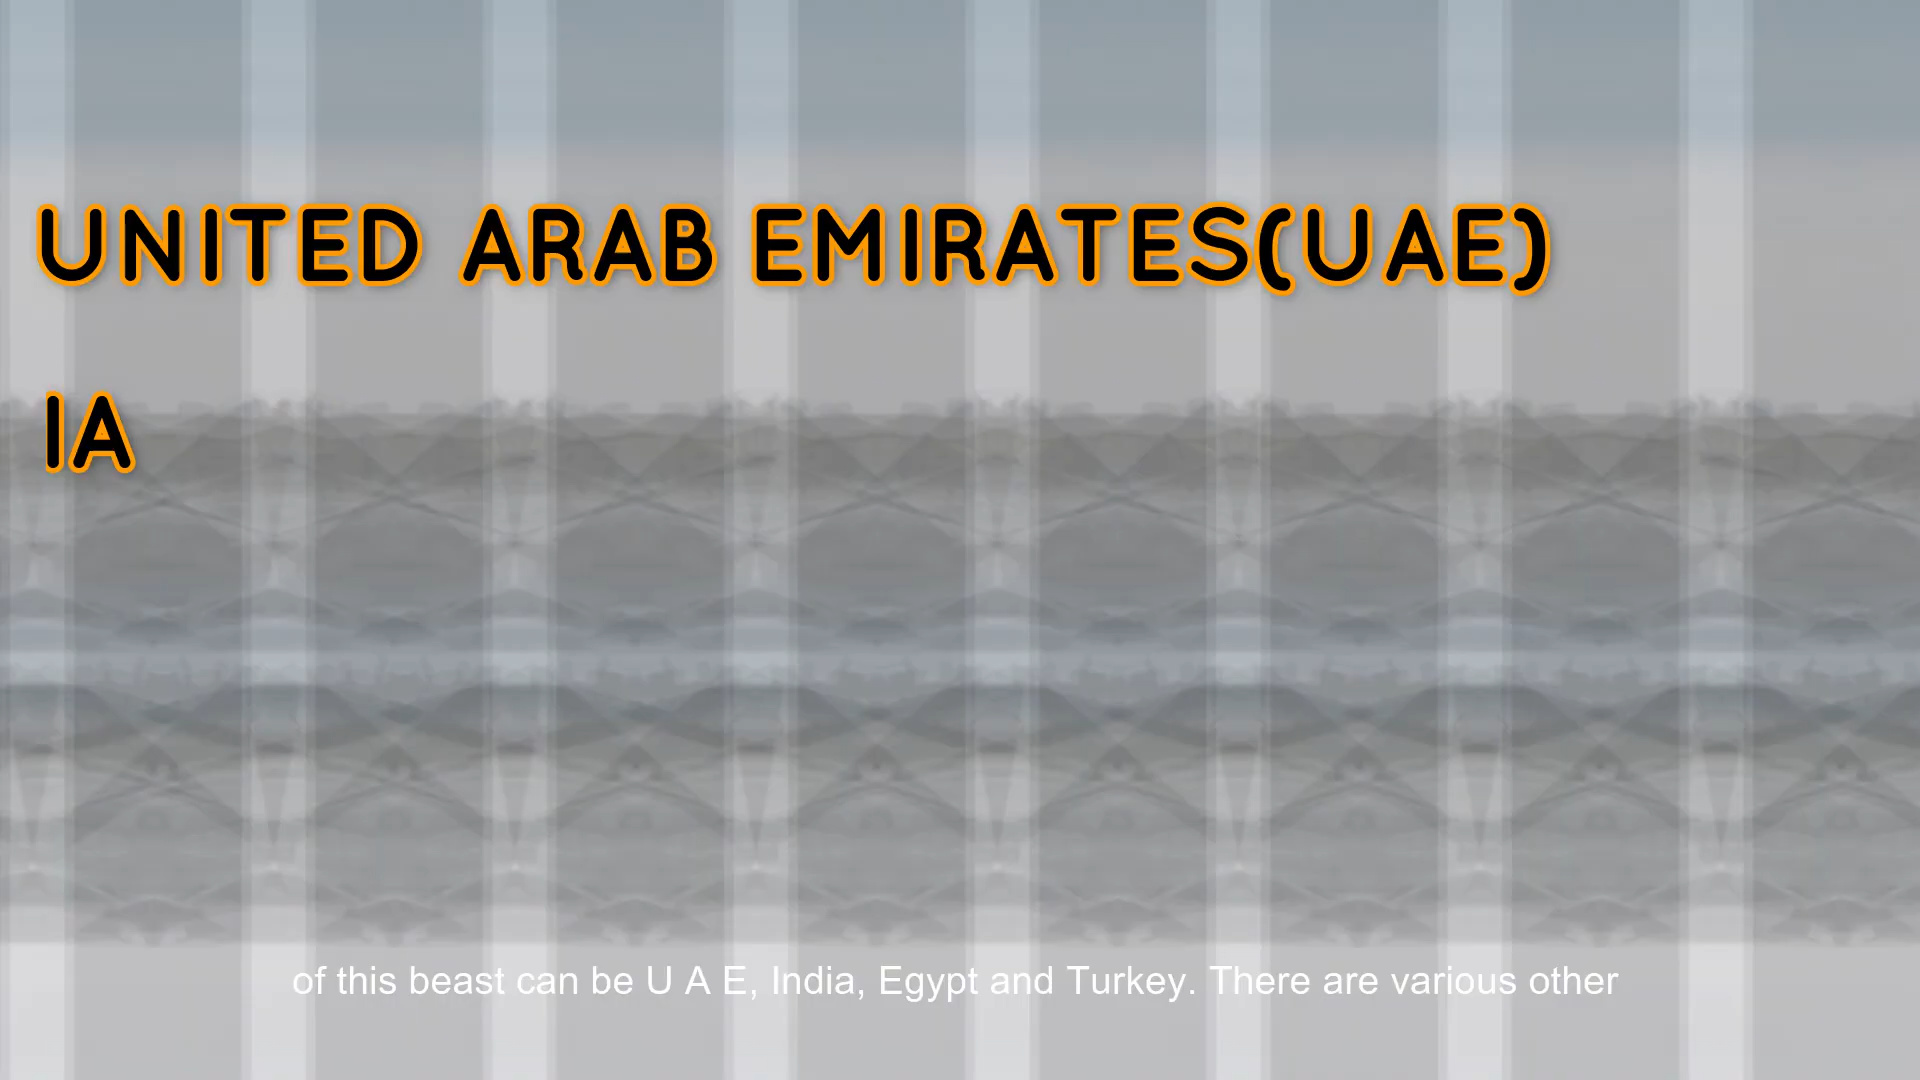 UNITED ARAB EMIRATES(UAE)
IA
of this beast can be U A E, India, Egypt and Turkey. There are various other